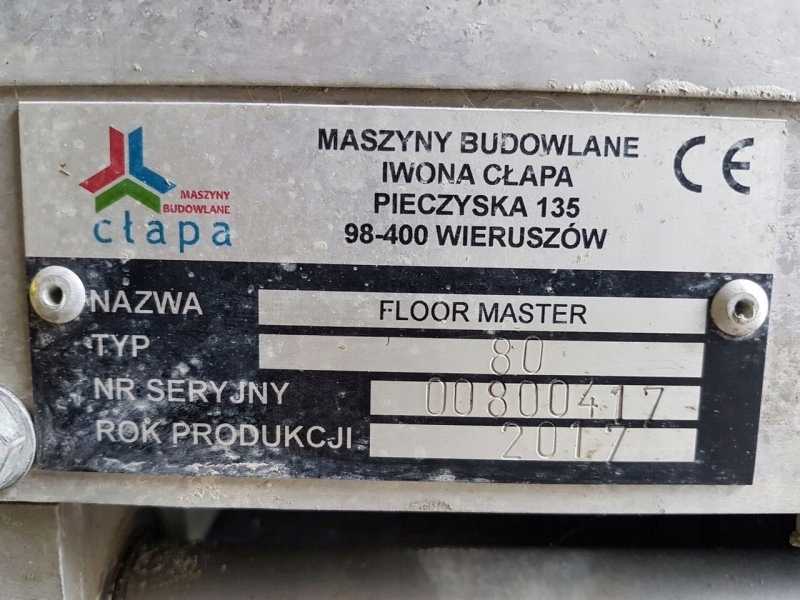 MASZYNY BUDOWLANE
IWONA CŁAPA
PIECZYSKA 135
98-400 WIERUSZÓW
CE
MASZYNY
BUDOWLANE
cłapa
NAZWA FLOOR MASTER
TYP 80
NR SERYJNY 00800417
ROK PRODUKCJI 2017